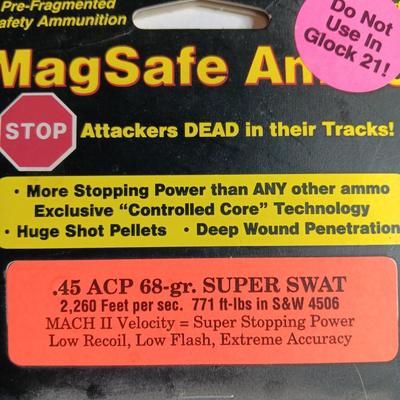 Pre-Fragmented
afety Ammunition
Do Not
Use In
Glock 21!
MagSafe Am
STOP
Attackers DEAD in their Tracks!
• More Stopping Power than ANY other ammo
Exclusive “Controlled Core” Technology
• Huge Shot Pellets • Deep Wound Penetration
.45 ACP 68-gr. SUPER SWAT
2,260 Feet per sec. 771 ft-lbs in S&W 4506
MACH II Velocity = Super Stopping Power
Low Recoil, Low Flash, Extreme Accuracy